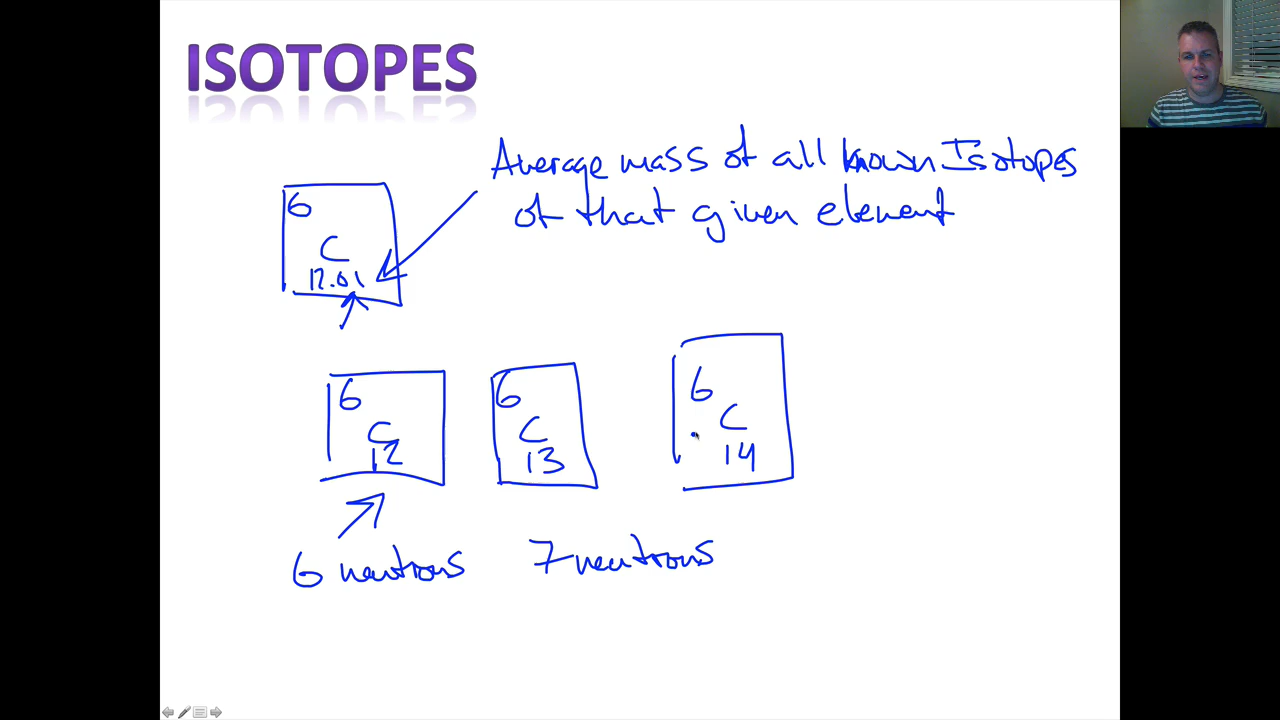 ISOTOPES
Average mass of all known Isotopes
of that given element
6
C
12.01
6
C
12
6
C
13
6
C
14
6 neutrons
7 neutrons